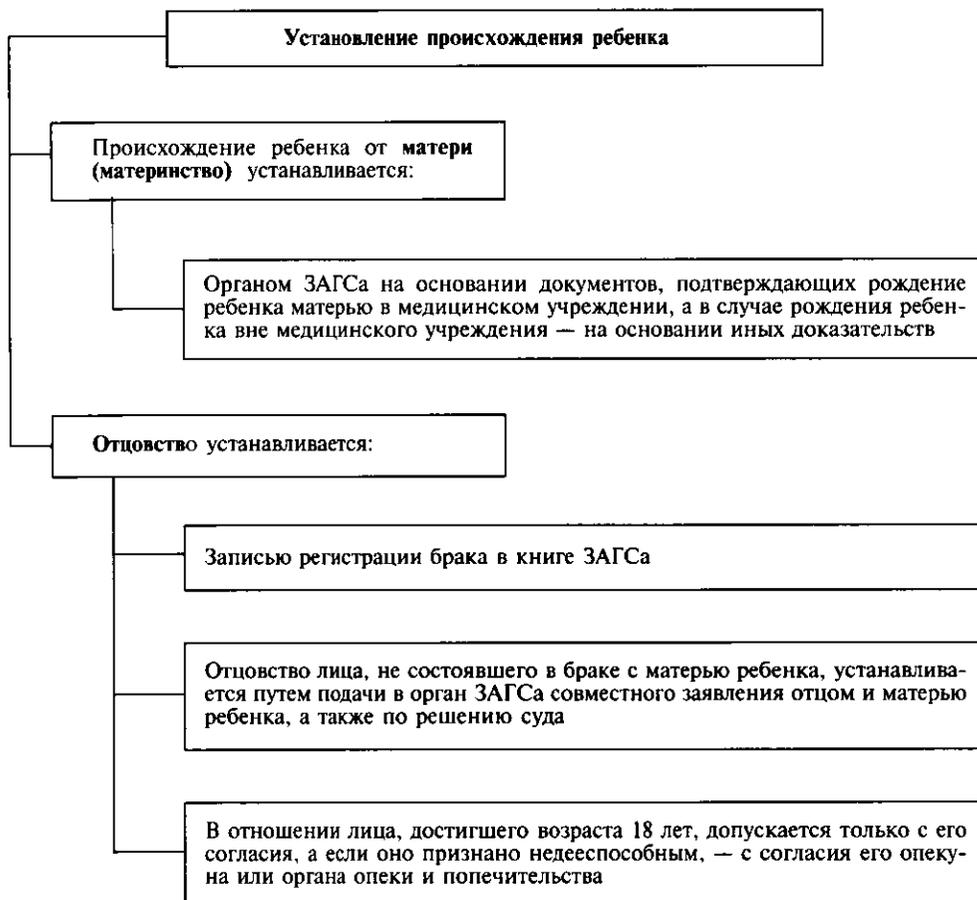 Установление происхождения ребенка
Происхождение ребенка от матери
(материнство) устанавливается:
Органом ЗАГСа на основании документов, подтверждающих рождение
ребенка матерью в медицинском учреждении, а в случае рождения ребен-
ка вне медицинского учреждения — на основании иных доказательств
Отцовство устанавливается:
Записью регистрации брака в книге ЗАГСа
Отцовство лица, не состоявшего в браке с матерью ребенка, устанавлива-
ется путем подачи в орган ЗАГСа совместного заявления отцом и матерью
ребенка, а также по решению суда
В отношении лица, достигшего возраста 18 лет, допускается только с его
согласия, а если оно признано недееспособным, — с согласия его опеку-
на или органа опеки и попечительства